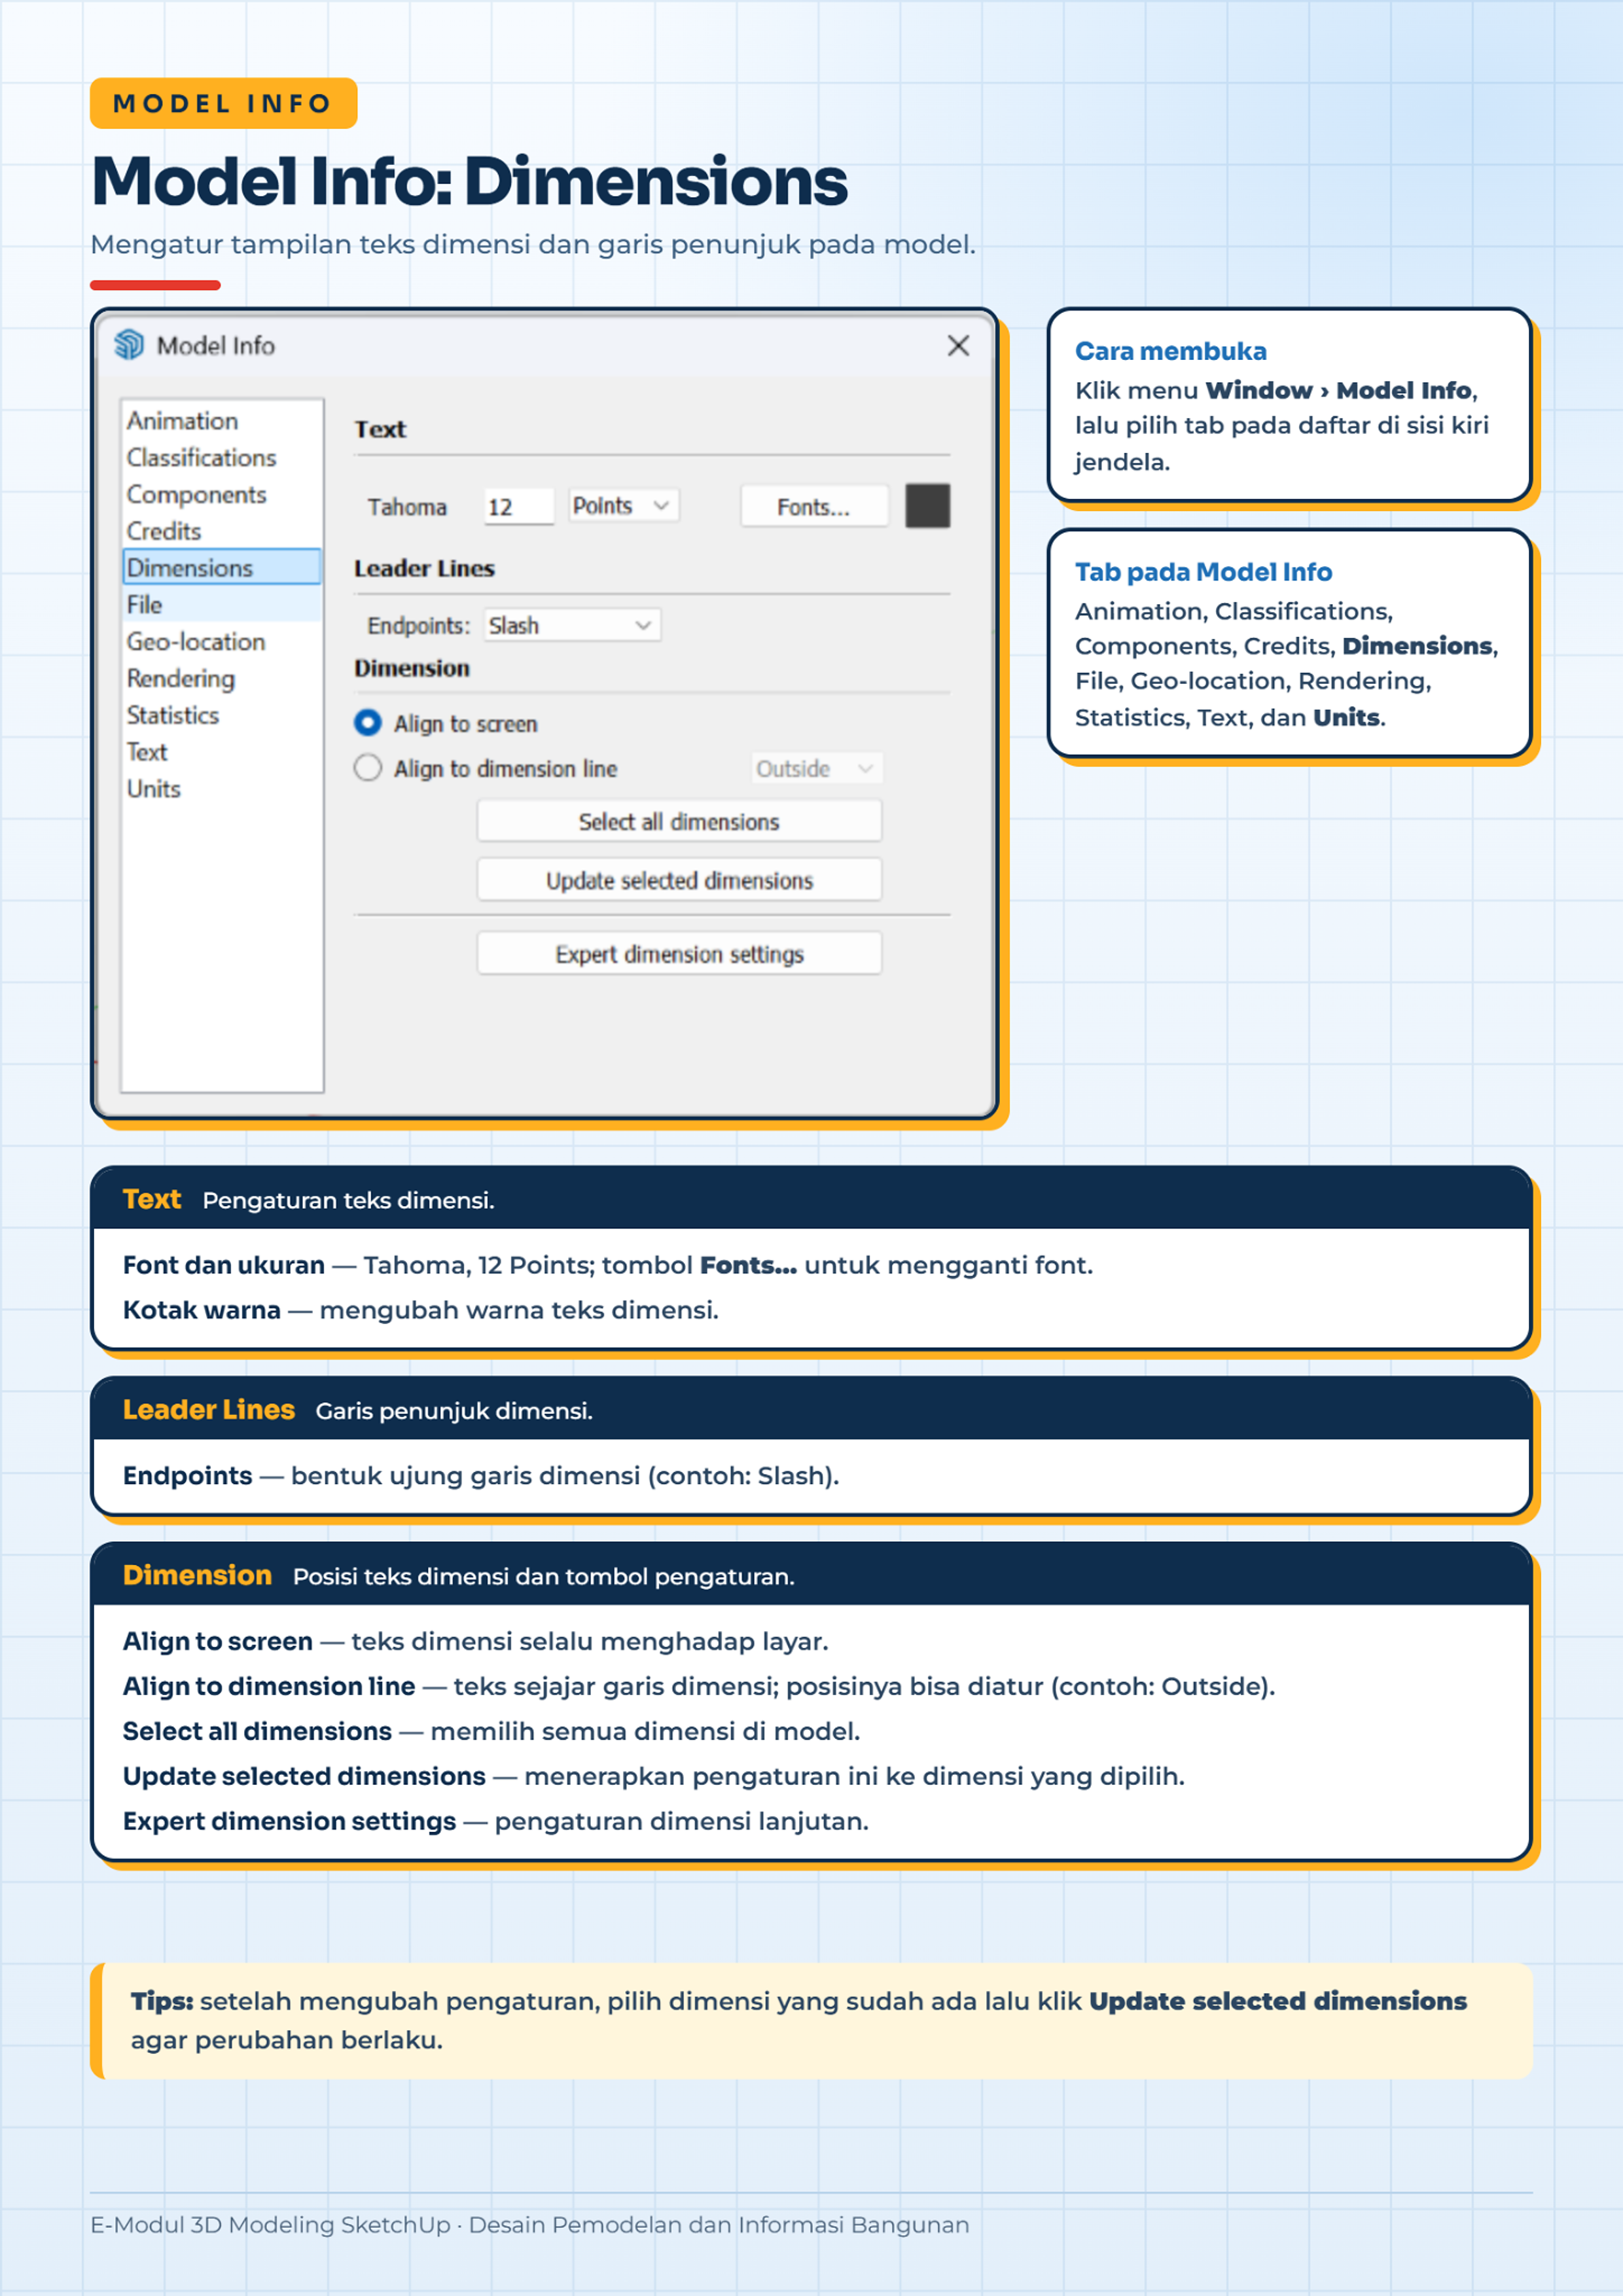 MODEL INFO
Model Info: Dimensions
Mengatur tampilan teks dimensi dan garis penunjuk pada model.
Model Info
Animation
Classifications
Components
Credits
Dimensions
File
Geo-location
Rendering
Statistics
Text
Units
Text
Tahoma 12 Points Fonts...
Leader Lines
Endpoints: Slash
Dimension
Align to screen
Align to dimension line Outside
Select all dimensions
Update selected dimensions
Expert dimension settings
Cara membuka
Klik menu Window › Model Info,
lalu pilih tab pada daftar di sisi kiri
jendela.
Tab pada Model Info
Animation, Classifications,
Components, Credits, Dimensions,
File, Geo-location, Rendering,
Statistics, Text, dan Units.
Text Pengaturan teks dimensi.
Font dan ukuran — Tahoma, 12 Points; tombol Fonts... untuk mengganti font.
Kotak warna — mengubah warna teks dimensi.
Leader Lines Garis penunjuk dimensi.
Endpoints — bentuk ujung garis dimensi (contoh: Slash).
Dimension Posisi teks dimensi dan tombol pengaturan.
Align to screen — teks dimensi selalu menghadap layar.
Align to dimension line — teks sejajar garis dimensi; posisinya bisa diatur (contoh: Outside).
Select all dimensions — memilih semua dimensi di model.
Update selected dimensions — menerapkan pengaturan ini ke dimensi yang dipilih.
Expert dimension settings — pengaturan dimensi lanjutan.
Tips: setelah mengubah pengaturan, pilih dimensi yang sudah ada lalu klik Update selected dimensions
agar perubahan berlaku.
E-Modul 3D Modeling SketchUp · Desain Pemodelan dan Informasi Bangunan